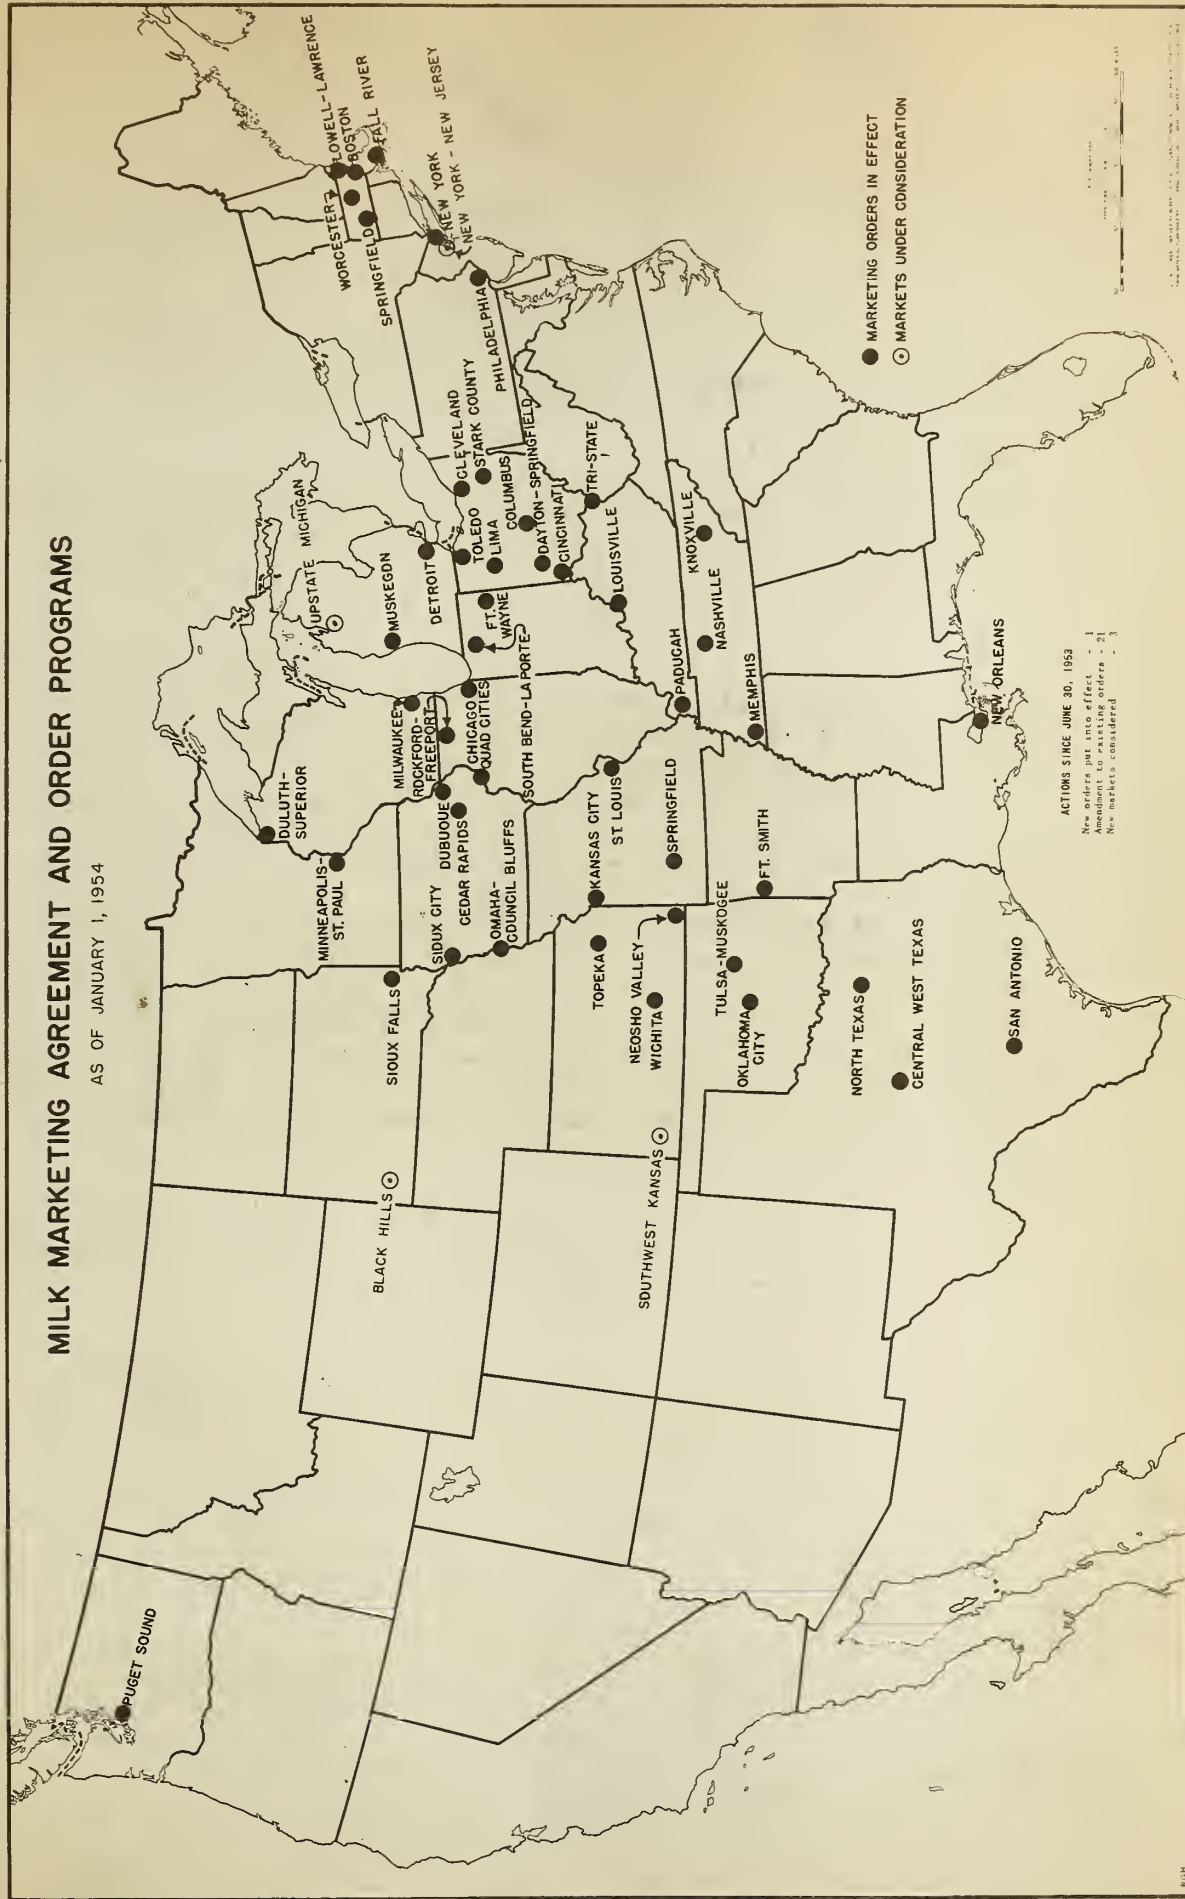 MILK MARKETING AGREEMENT AND ORDER PROGRAMS
AS OF JANUARY 1, 1954
PUGET SOUND
BLACK HILLS
SOUTHWEST KANSAS
MINNEAPOLIS-
ST. PAUL
DULUTH-
SUPERIOR
SIOUX FALLS
SIOUX CITY
DUBUQUE
CEDAR RAPIDS
OMAHA-
COUNCIL BLUFFS
MILWAUKEE
ROCKFORD-
FREEPORT
CHICAGO
QUAD CITIES
SOUTH BEND-LA PORTE
FT.
WAYNE
UPSTATE MICHIGAN
MUSKEGON
DETROIT
TOLEDO
LIMA
CLEVELAND
STARK COUNTY
COLUMBUS
DAYTON-SPRINGFIELD
CINCINNATI
TRI-STATE
LOUISVILLE
PHILADELPHIA
WORCESTER
SPRINGFIELD
LOWELL-LAWRENCE
BOSTON
FALL RIVER
NEW YORK
NEW YORK - NEW JERSEY
TOPEKA
KANSAS CITY
ST LOUIS
NEOSHO VALLEY
WICHITA
SPRINGFIELD
PADUCAH
KNOXVILLE
NASHVILLE
MEMPHIS
TULSA-MUSKOGEE
OKLAHOMA
CITY
FT. SMITH
NORTH TEXAS
CENTRAL WEST TEXAS
SAN ANTONIO
NEW ORLEANS
MARKETING ORDERS IN EFFECT
MARKETS UNDER CONSIDERATION
ACTIONS SINCE JUNE 30, 1953
New orders put into effect - 1
Amendment to existing orders - 21
New markets considered - 3